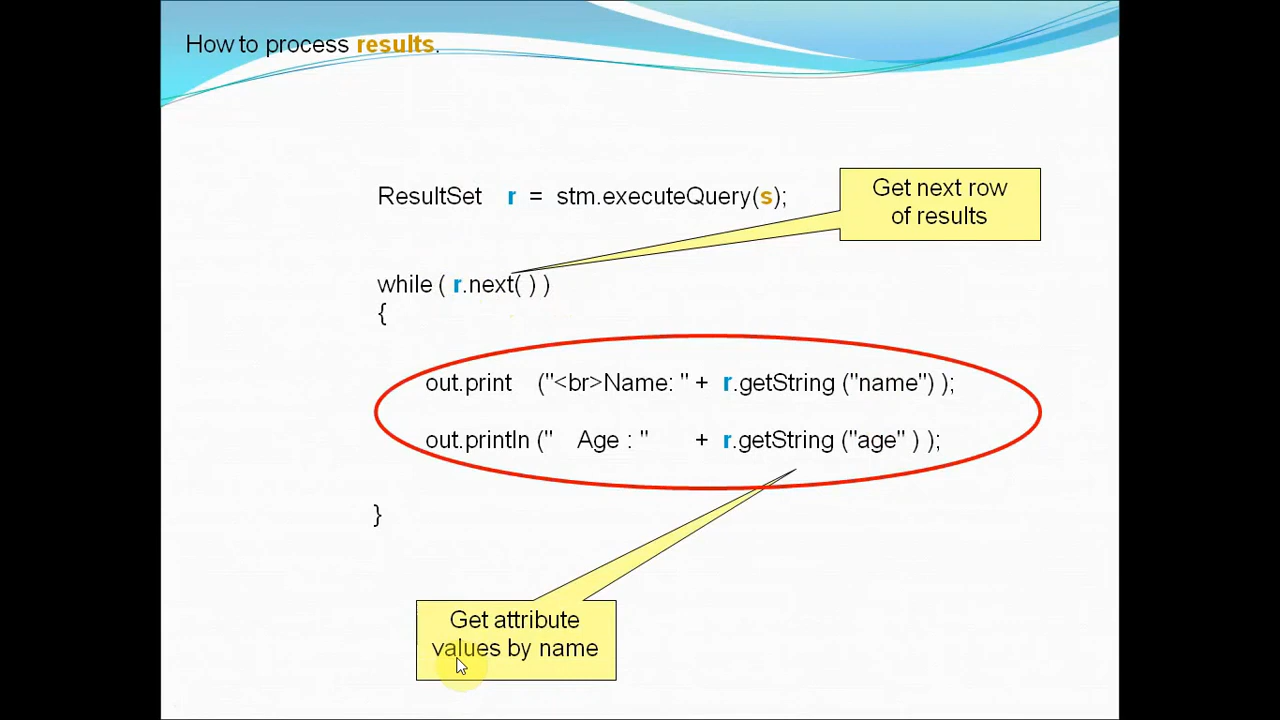 How to process results.
ResultSet r = stm.executeQuery(s);
Get next row
of results
while ( r.next( ) )
{
out.print ("<br>Name: " + r.getString ("name") );
out.println (" Age : " + r.getString ("age" ) );
}
Get attribute
values by name